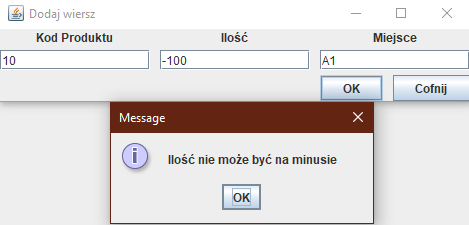 Dodaj wiersz
Kod Produktu Ilość Miejsce
10 -100 A1
OK Cofnij
Message
Ilość nie może być na minusie
OK